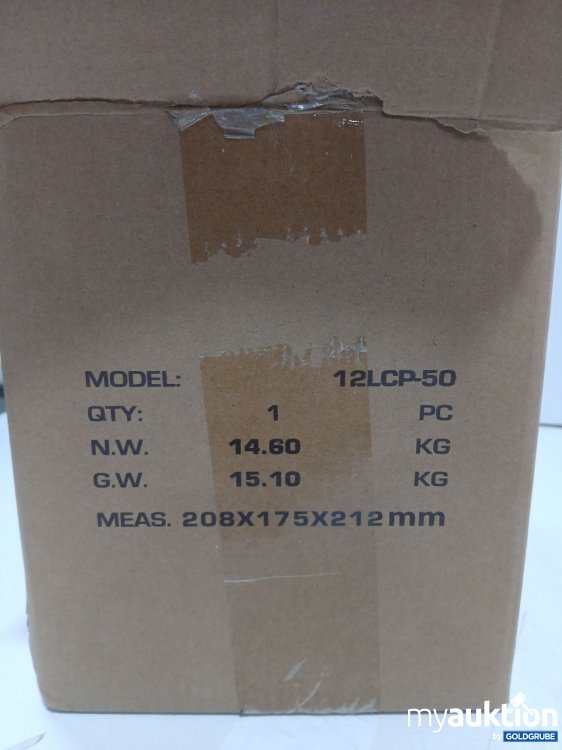 MODEL: 12LCP-50
QTY: 1 PC
N.W. 14.60 KG
G.W. 15.10 KG
MEAS. 208X175X212mm
myauktion
by GOLDGRUBE